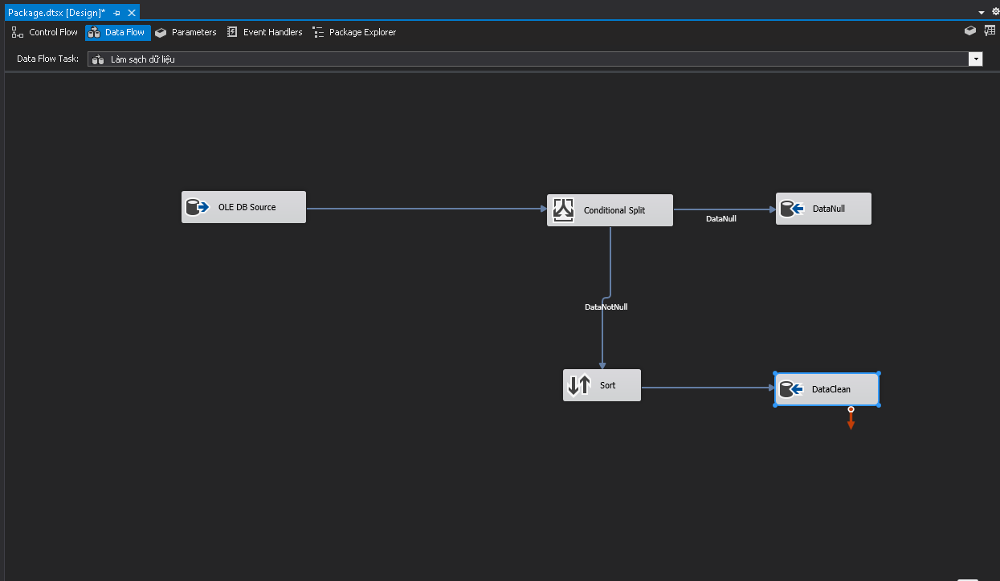 Package.dtsx [Design]*
Control Flow Data Flow Parameters Event Handlers Package Explorer
Data Flow Task: Làm sạch dữ liệu
OLE DB Source
Conditional Split
DataNull
DataNull
DataNotNull
Sort
DataClean